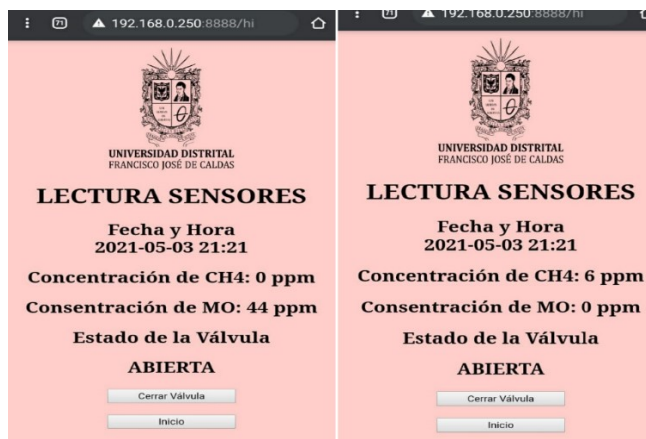 71
192.168.0.250:8888/hi
UNIVERSIDAD DISTRITAL
FRANCISCO JOSÉ DE CALDAS
LECTURA SENSORES
Fecha y Hora
2021-05-03 21:21
Concentración de CH4: 0 ppm
Consentración de MO: 44 ppm
Estado de la Válvula
ABIERTA
Cerrar Válvula
Inicio
71
192.168.0.250:8888/hi
UNIVERSIDAD DISTRITAL
FRANCISCO JOSÉ DE CALDAS
LECTURA SENSORES
Fecha y Hora
2021-05-03 21:21
Concentración de CH4: 6 ppm
Consentración de MO: 0 ppm
Estado de la Válvula
ABIERTA
Cerrar Válvula
Inicio